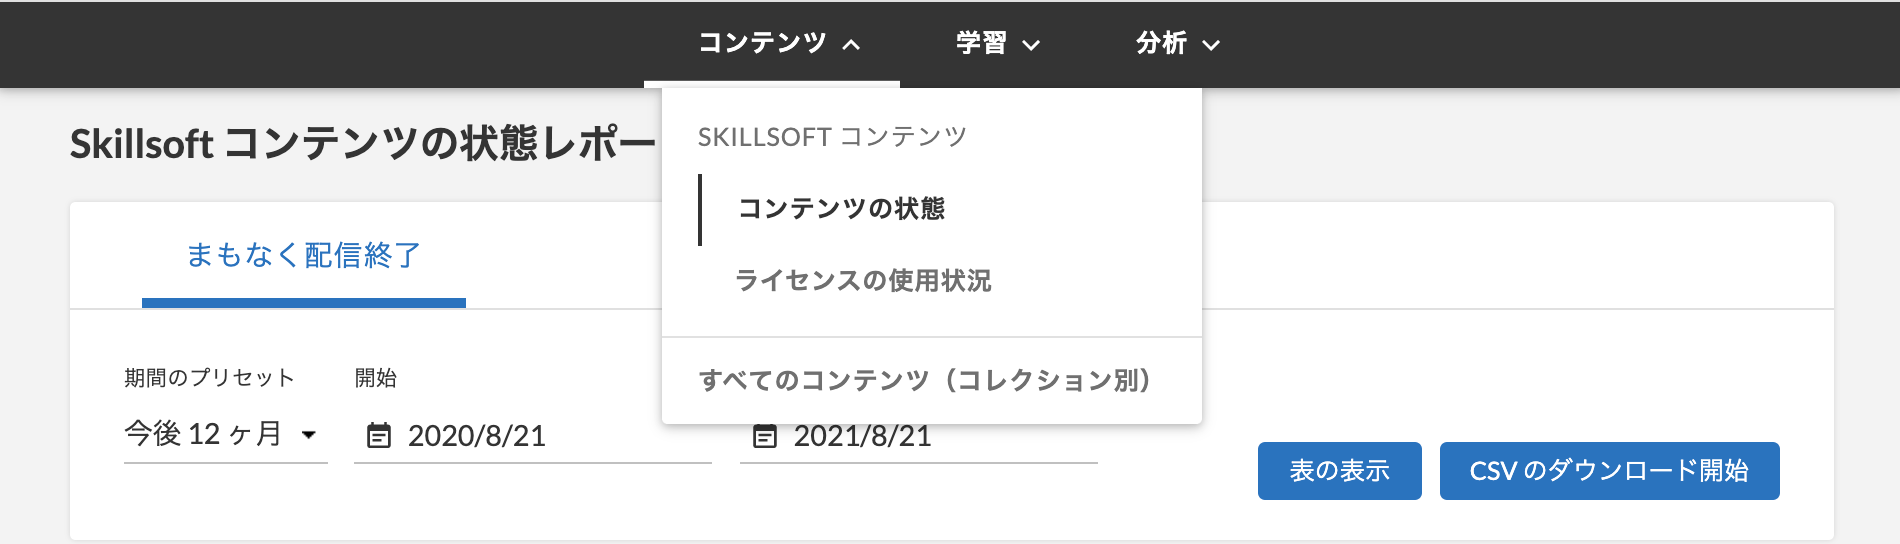 コンテンツ 学習 分析
Skillsoft コンテンツの状態レポー
SKILLSOFT コンテンツ
コンテンツの状態
ライセンスの使用状況
すべてのコンテンツ（コレクション別）
まもなく配信終了
期間のプリセット 開始
今後 12 ヶ月 2020/8/21 2021/8/21
表の表示 CSV のダウンロード開始